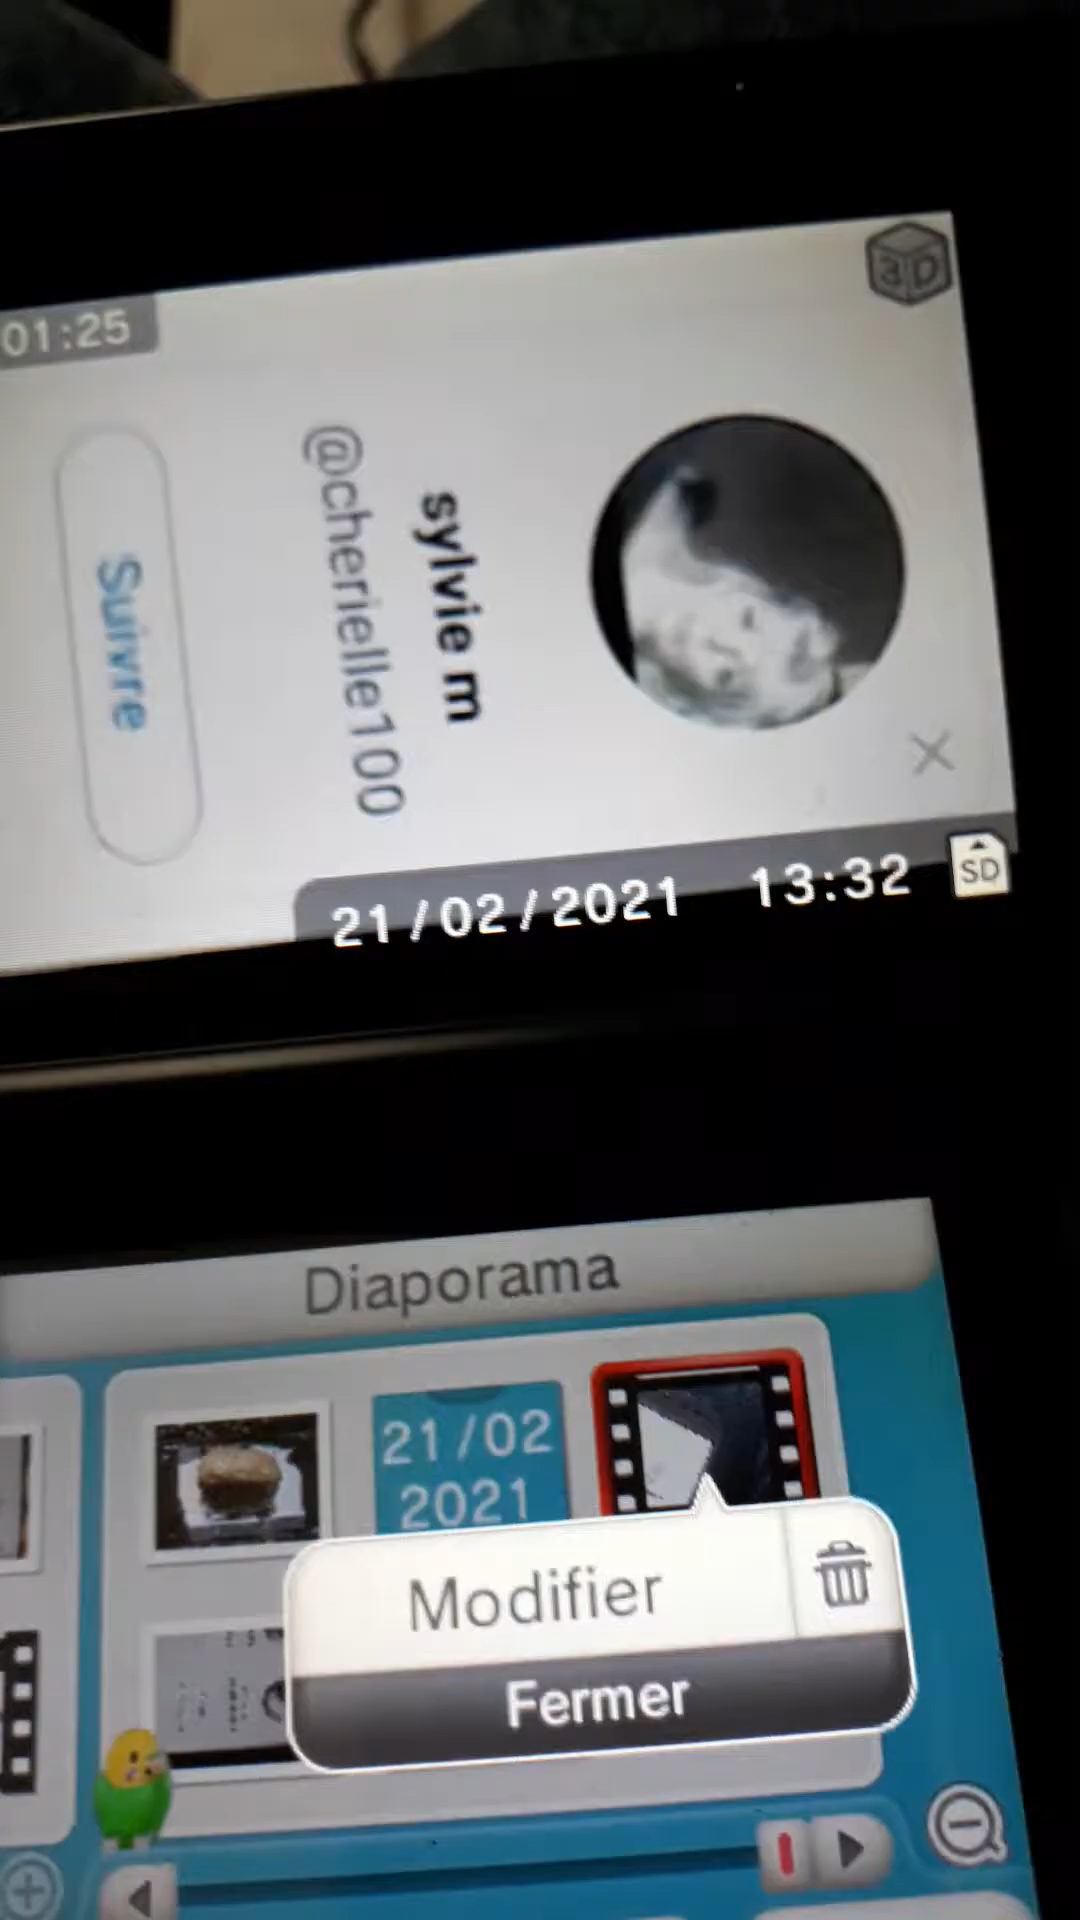 3D
01:25
sylvie m
@cherielle100
Suivre
21/02/2021 13:32
SD
Diaporama
21/02
2021
Modifier
Fermer